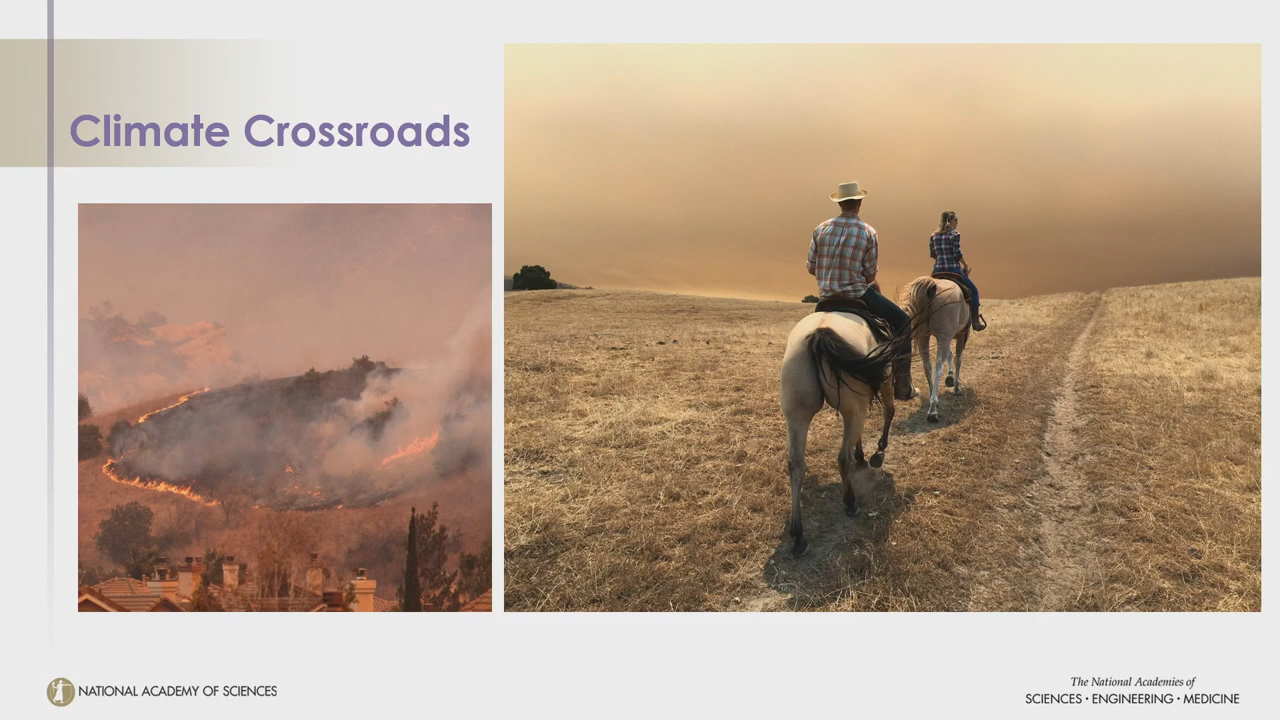 Climate Crossroads
NATIONAL ACADEMY OF SCIENCES
The National Academies of
SCIENCES • ENGINEERING • MEDICINE